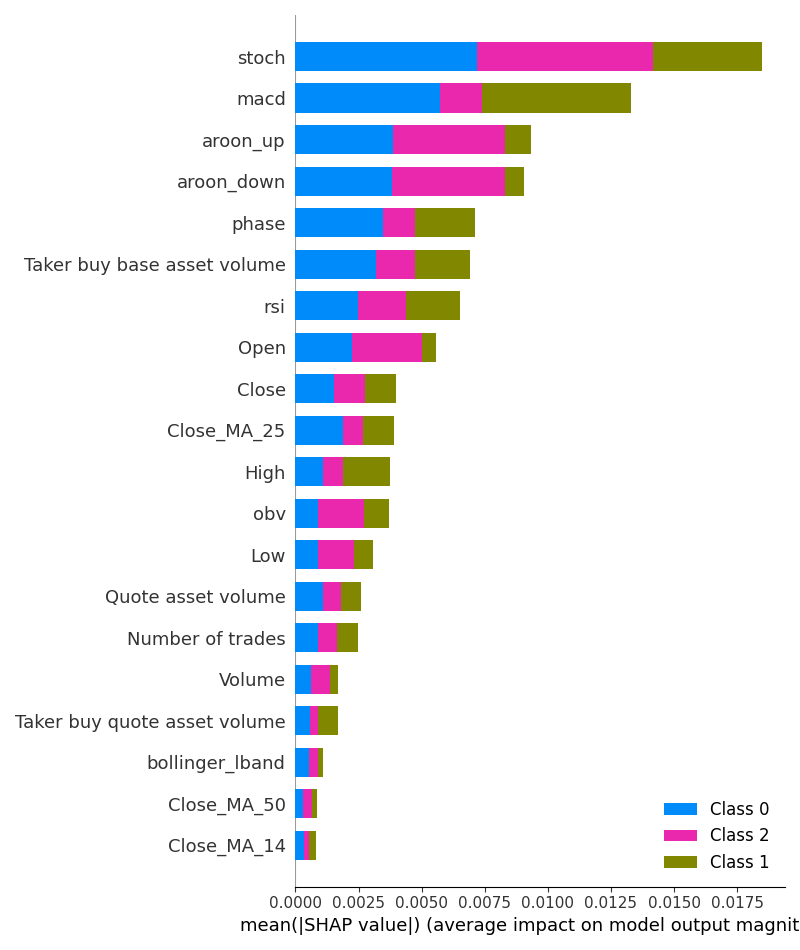 stoch
macd
aroon_up
aroon_down
phase
Taker buy base asset volume
rsi
Open
Close
Close_MA_25
High
obv
Low
Quote asset volume
Number of trades
Volume
Taker buy quote asset volume
bollinger_lband
Close_MA_50
Close_MA_14
Class 0
Class 2
Class 1
0.0000 0.0025 0.0050 0.0075 0.0100 0.0125 0.0150 0.0175
mean(|SHAP value|) (average impact on model output magnit